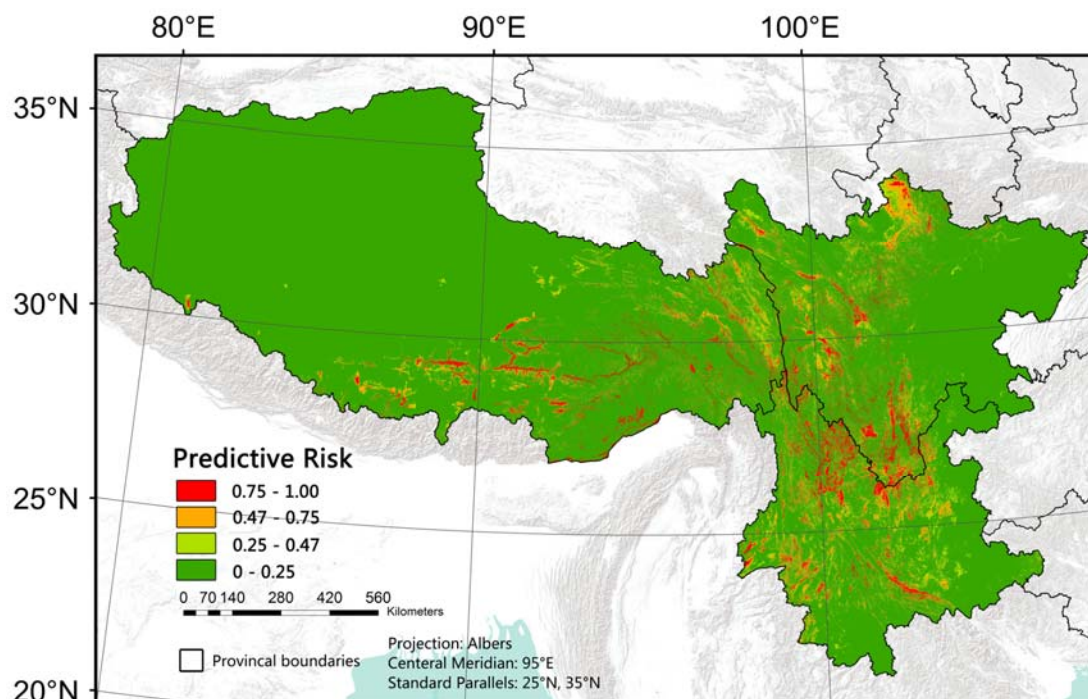 80°E 90°E 100°E
35°N
30°N
25°N
20°N
Predictive Risk
0.75 - 1.00
0.47 - 0.75
0.25 - 0.47
0 - 0.25
0 70 140 280 420 560
Kilometers
Provincal boundaries
Projection: Albers
Centeral Meridian: 95°E
Standard Parallels: 25°N, 35°N